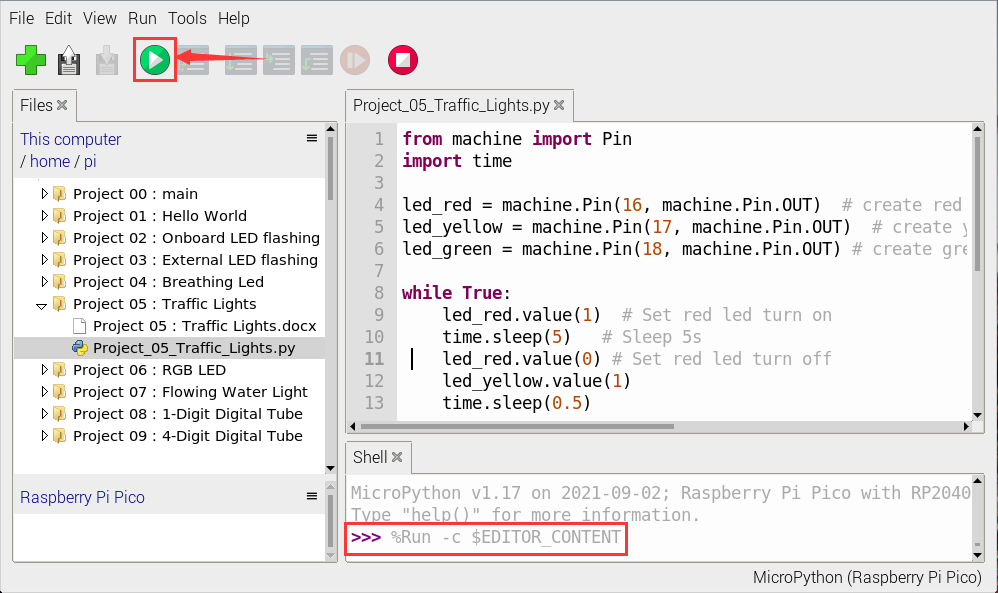 File Edit View Run Tools Help
Files
This computer
/ home / pi
Project 00 : main
Project 01 : Hello World
Project 02 : Onboard LED flashing
Project 03 : External LED flashing
Project 04 : Breathing Led
Project 05 : Traffic Lights
Project 05 : Traffic Lights.docx
Project_05_Traffic_Lights.py
Project 06 : RGB LED
Project 07 : Flowing Water Light
Project 08 : 1-Digit Digital Tube
Project 09 : 4-Digit Digital Tube
Raspberry Pi Pico
Project_05_Traffic_Lights.py
1 from machine import Pin
2 import time
3
4 led_red = machine.Pin(16, machine.Pin.OUT)  # create red
5 led_yellow = machine.Pin(17, machine.Pin.OUT)  # create y
6 led_green = machine.Pin(18, machine.Pin.OUT) # create gre
7
8 while True:
9     led_red.value(1)  # Set red led turn on
10     time.sleep(5)   # Sleep 5s
11     led_red.value(0) # Set red led turn off
12     led_yellow.value(1)
13     time.sleep(0.5)
Shell
MicroPython v1.17 on 2021-09-02; Raspberry Pi Pico with RP2040
Type "help()" for more information.
>>> %Run -c $EDITOR_CONTENT
MicroPython (Raspberry Pi Pico)